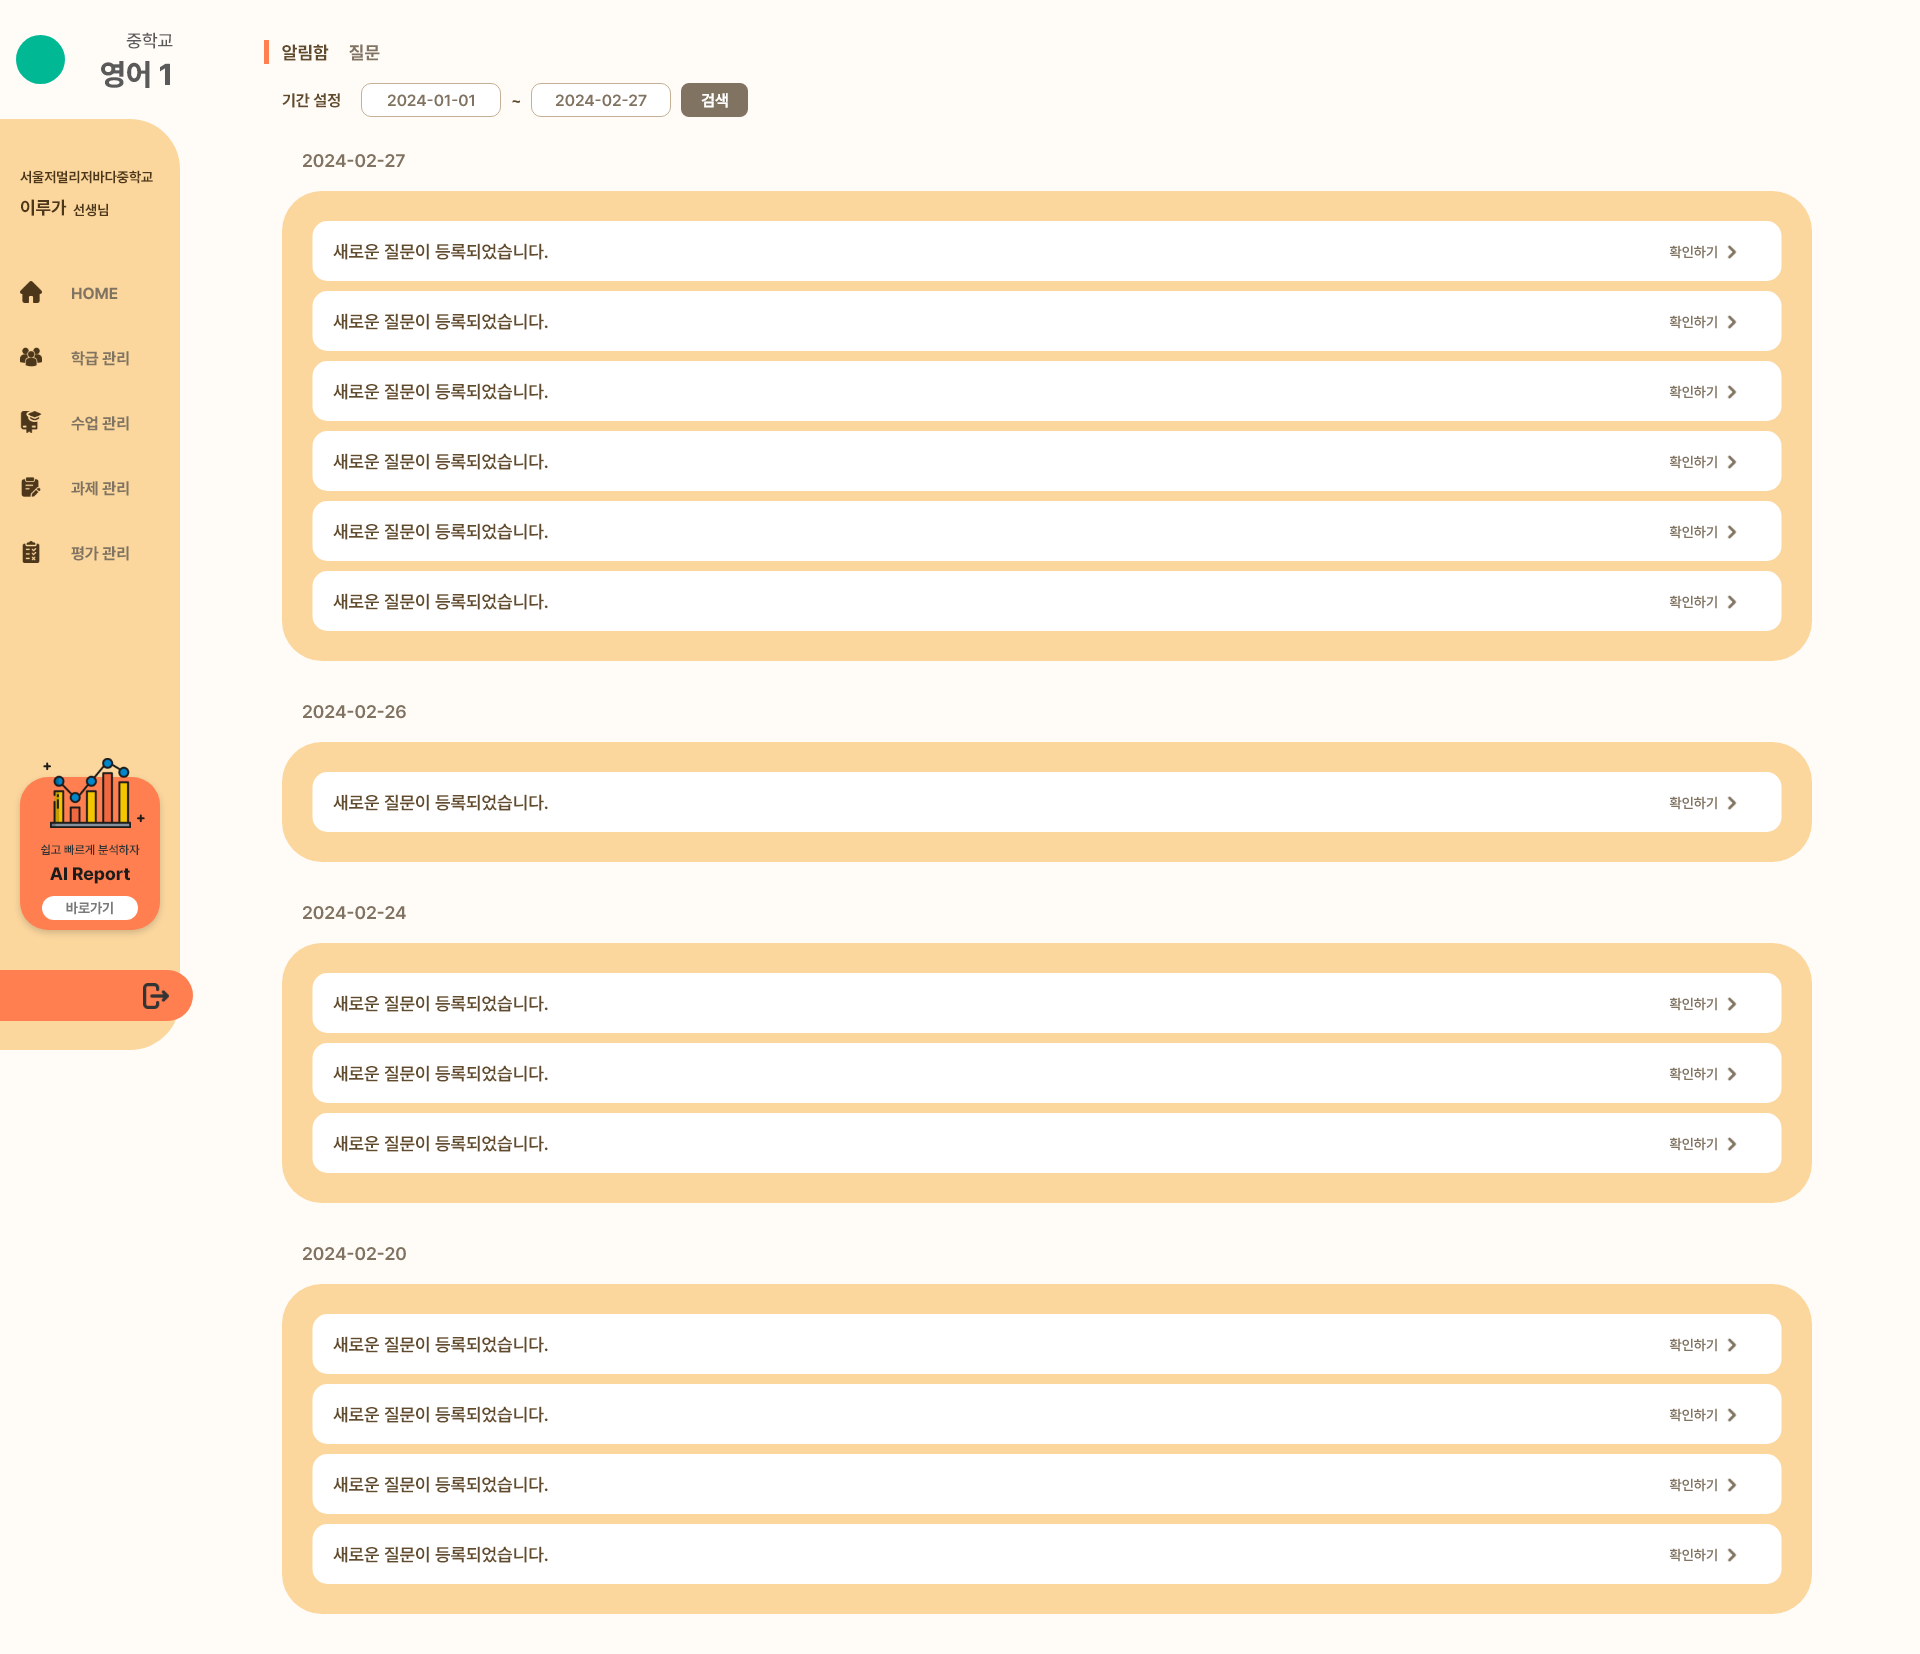 중학교
영어 1
서울저멀리저바다중학교
이루가 선생님
HOME
학급 관리
수업 관리
과제 관리
평가 관리
쉽고 빠르게 분석하자
AI Report
바로가기
알림함 질문
기간 설정 2024-01-01 ~ 2024-02-27 검색
2024-02-27
새로운 질문이 등록되었습니다. 확인하기
새로운 질문이 등록되었습니다. 확인하기
새로운 질문이 등록되었습니다. 확인하기
새로운 질문이 등록되었습니다. 확인하기
새로운 질문이 등록되었습니다. 확인하기
새로운 질문이 등록되었습니다. 확인하기
2024-02-26
새로운 질문이 등록되었습니다. 확인하기
2024-02-24
새로운 질문이 등록되었습니다. 확인하기
새로운 질문이 등록되었습니다. 확인하기
새로운 질문이 등록되었습니다. 확인하기
2024-02-20
새로운 질문이 등록되었습니다. 확인하기
새로운 질문이 등록되었습니다. 확인하기
새로운 질문이 등록되었습니다. 확인하기
새로운 질문이 등록되었습니다. 확인하기